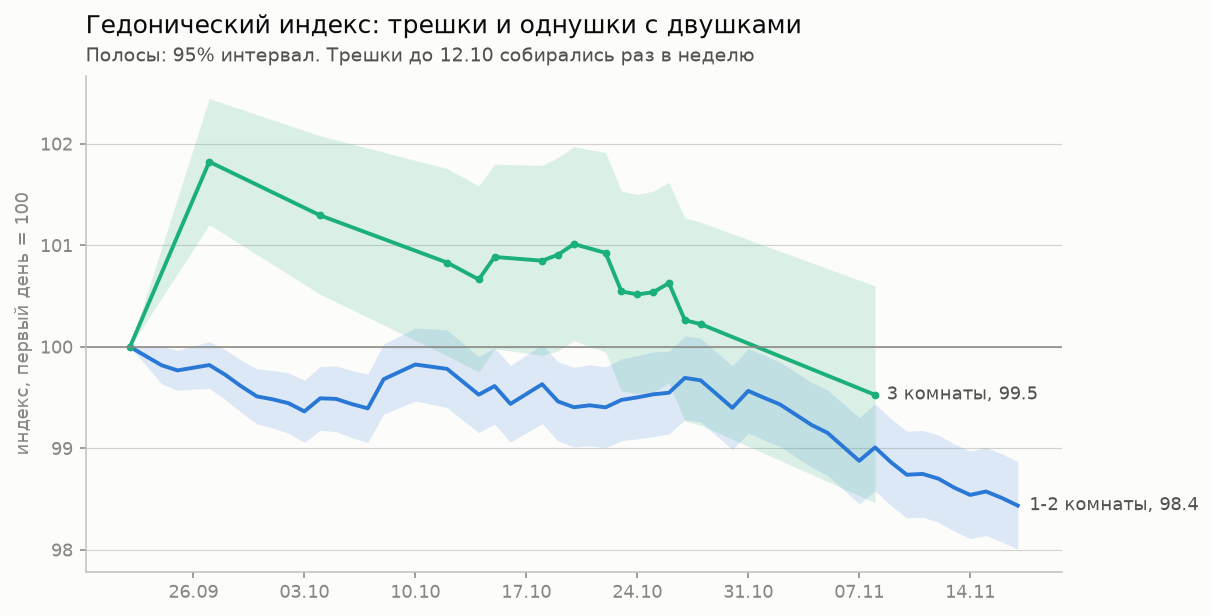 Гедонический индекс: трешки и однушки с двушками
Полосы: 95% интервал. Трешки до 12.10 собирались раз в неделю
индекс, первый день = 100
102
101
100
99
98
3 комнаты, 99.5
1-2 комнаты, 98.4
26.09
03.10
10.10
17.10
24.10
31.10
07.11
14.11